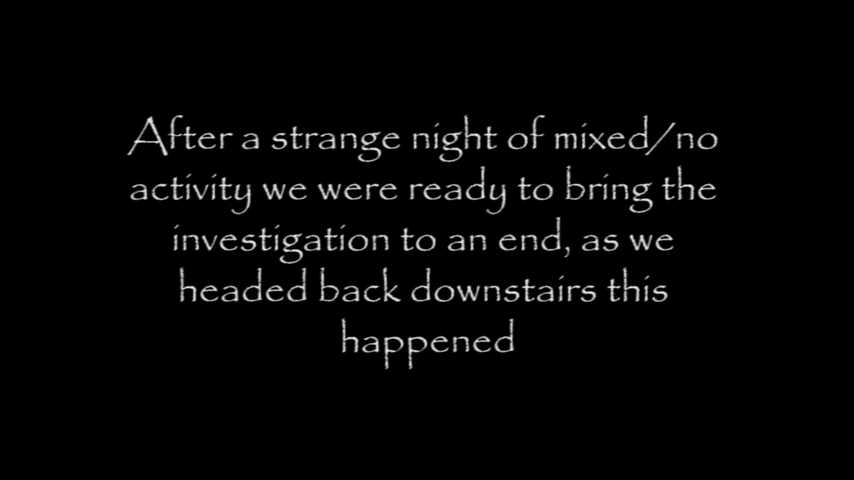 After a strange night of mixed/no
activity we were ready to bring the
investigation to an end, as we
headed back downstairs this
happened